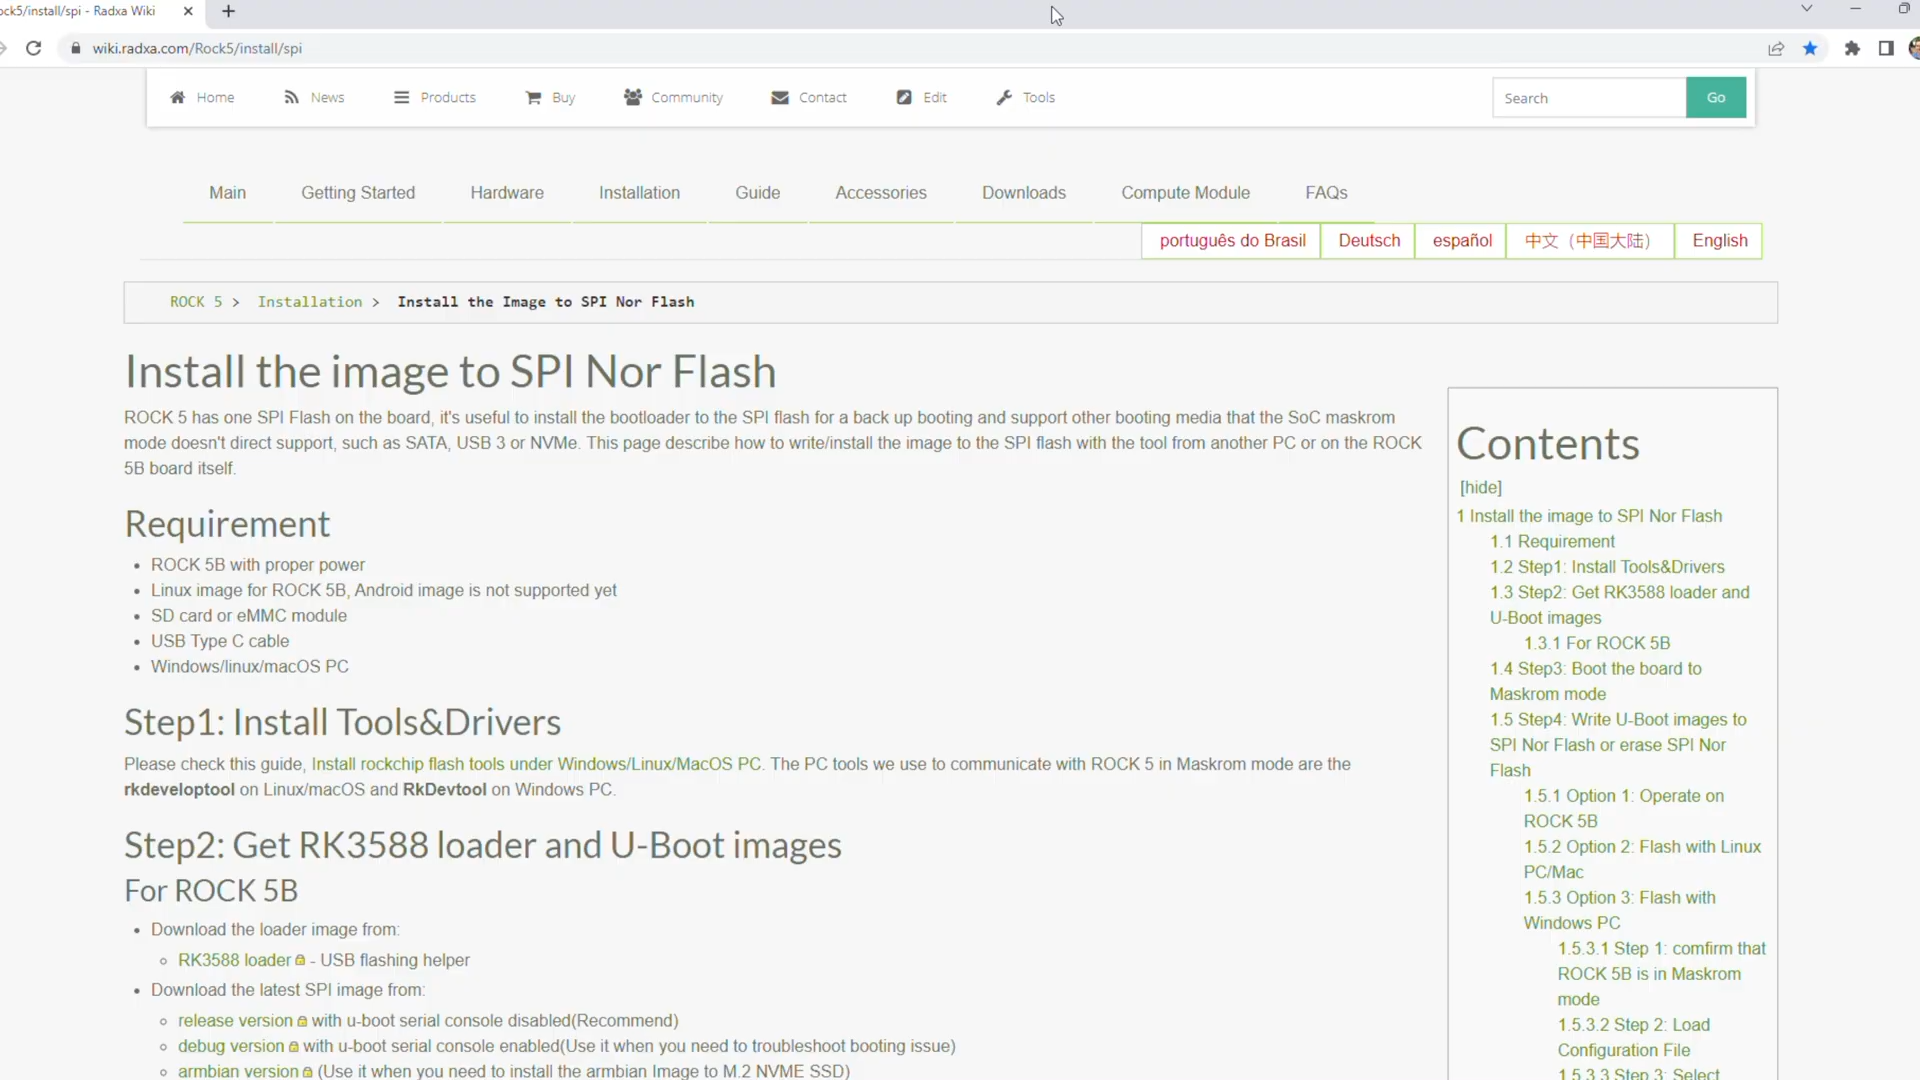 ock5/install/spi - Radxa Wiki
wiki.radxa.com/Rock5/install/spi
Home News Products Buy Community Contact Edit Tools Search Go
Main Getting Started Hardware Installation Guide Accessories Downloads Compute Module FAQs
português do Brasil Deutsch español 中文（中国大陆） English
ROCK 5 > Installation > Install the Image to SPI Nor Flash
Install the image to SPI Nor Flash
ROCK 5 has one SPI Flash on the board, it's useful to install the bootloader to the SPI flash for a back up booting and support other booting media that the SoC maskrom
mode doesn't direct support, such as SATA, USB 3 or NVMe. This page describe how to write/install the image to the SPI flash with the tool from another PC or on the ROCK
5B board itself.
Requirement
• ROCK 5B with proper power
• Linux image for ROCK 5B, Android image is not supported yet
• SD card or eMMC module
• USB Type C cable
• Windows/linux/macOS PC
Step1: Install Tools&Drivers
Please check this guide, Install rockchip flash tools under Windows/Linux/MacOS PC. The PC tools we use to communicate with ROCK 5 in Maskrom mode are the
rkdeveloptool on Linux/macOS and RkDevtool on Windows PC.
Step2: Get RK3588 loader and U-Boot images
For ROCK 5B
• Download the loader image from:
RK3588 loader - USB flashing helper
• Download the latest SPI image from:
release version with u-boot serial console disabled(Recommend)
debug version with u-boot serial console enabled(Use it when you need to troubleshoot booting issue)
armbian version (Use it when you need to install the armbian Image to M.2 NVME SSD)
Contents
[hide]
1 Install the image to SPI Nor Flash
1.1 Requirement
1.2 Step1: Install Tools&Drivers
1.3 Step2: Get RK3588 loader and
U-Boot images
1.3.1 For ROCK 5B
1.4 Step3: Boot the board to
Maskrom mode
1.5 Step4: Write U-Boot images to
SPI Nor Flash or erase SPI Nor
Flash
1.5.1 Option 1: Operate on
ROCK 5B
1.5.2 Option 2: Flash with Linux
PC/Mac
1.5.3 Option 3: Flash with
Windows PC
1.5.3.1 Step 1: comfirm that
ROCK 5B is in Maskrom
mode
1.5.3.2 Step 2: Load
Configuration File
1.5.3.3 Step 3: Select